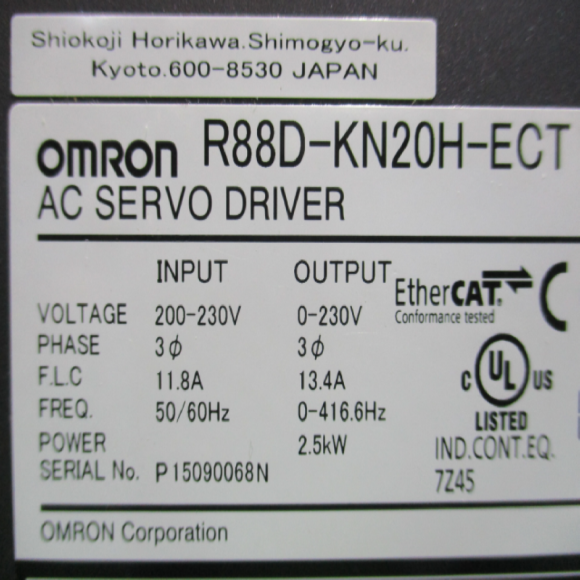 Shiokoji Horikawa.Shimogyo-ku.
Kyoto.600-8530 JAPAN
OMRON R88D-KN20H-ECT
AC SERVO DRIVER
INPUT OUTPUT
VOLTAGE 200-230V 0-230V
PHASE 3ϕ 3ϕ
F.L.C 11.8A 13.4A
FREQ. 50/60Hz 0-416.6Hz
POWER 2.5kW
SERIAL No. P15090068N
EtherCAT®
Conformance tested
C UL US
LISTED
IND.CONT.EQ.
7Z45
OMRON Corporation